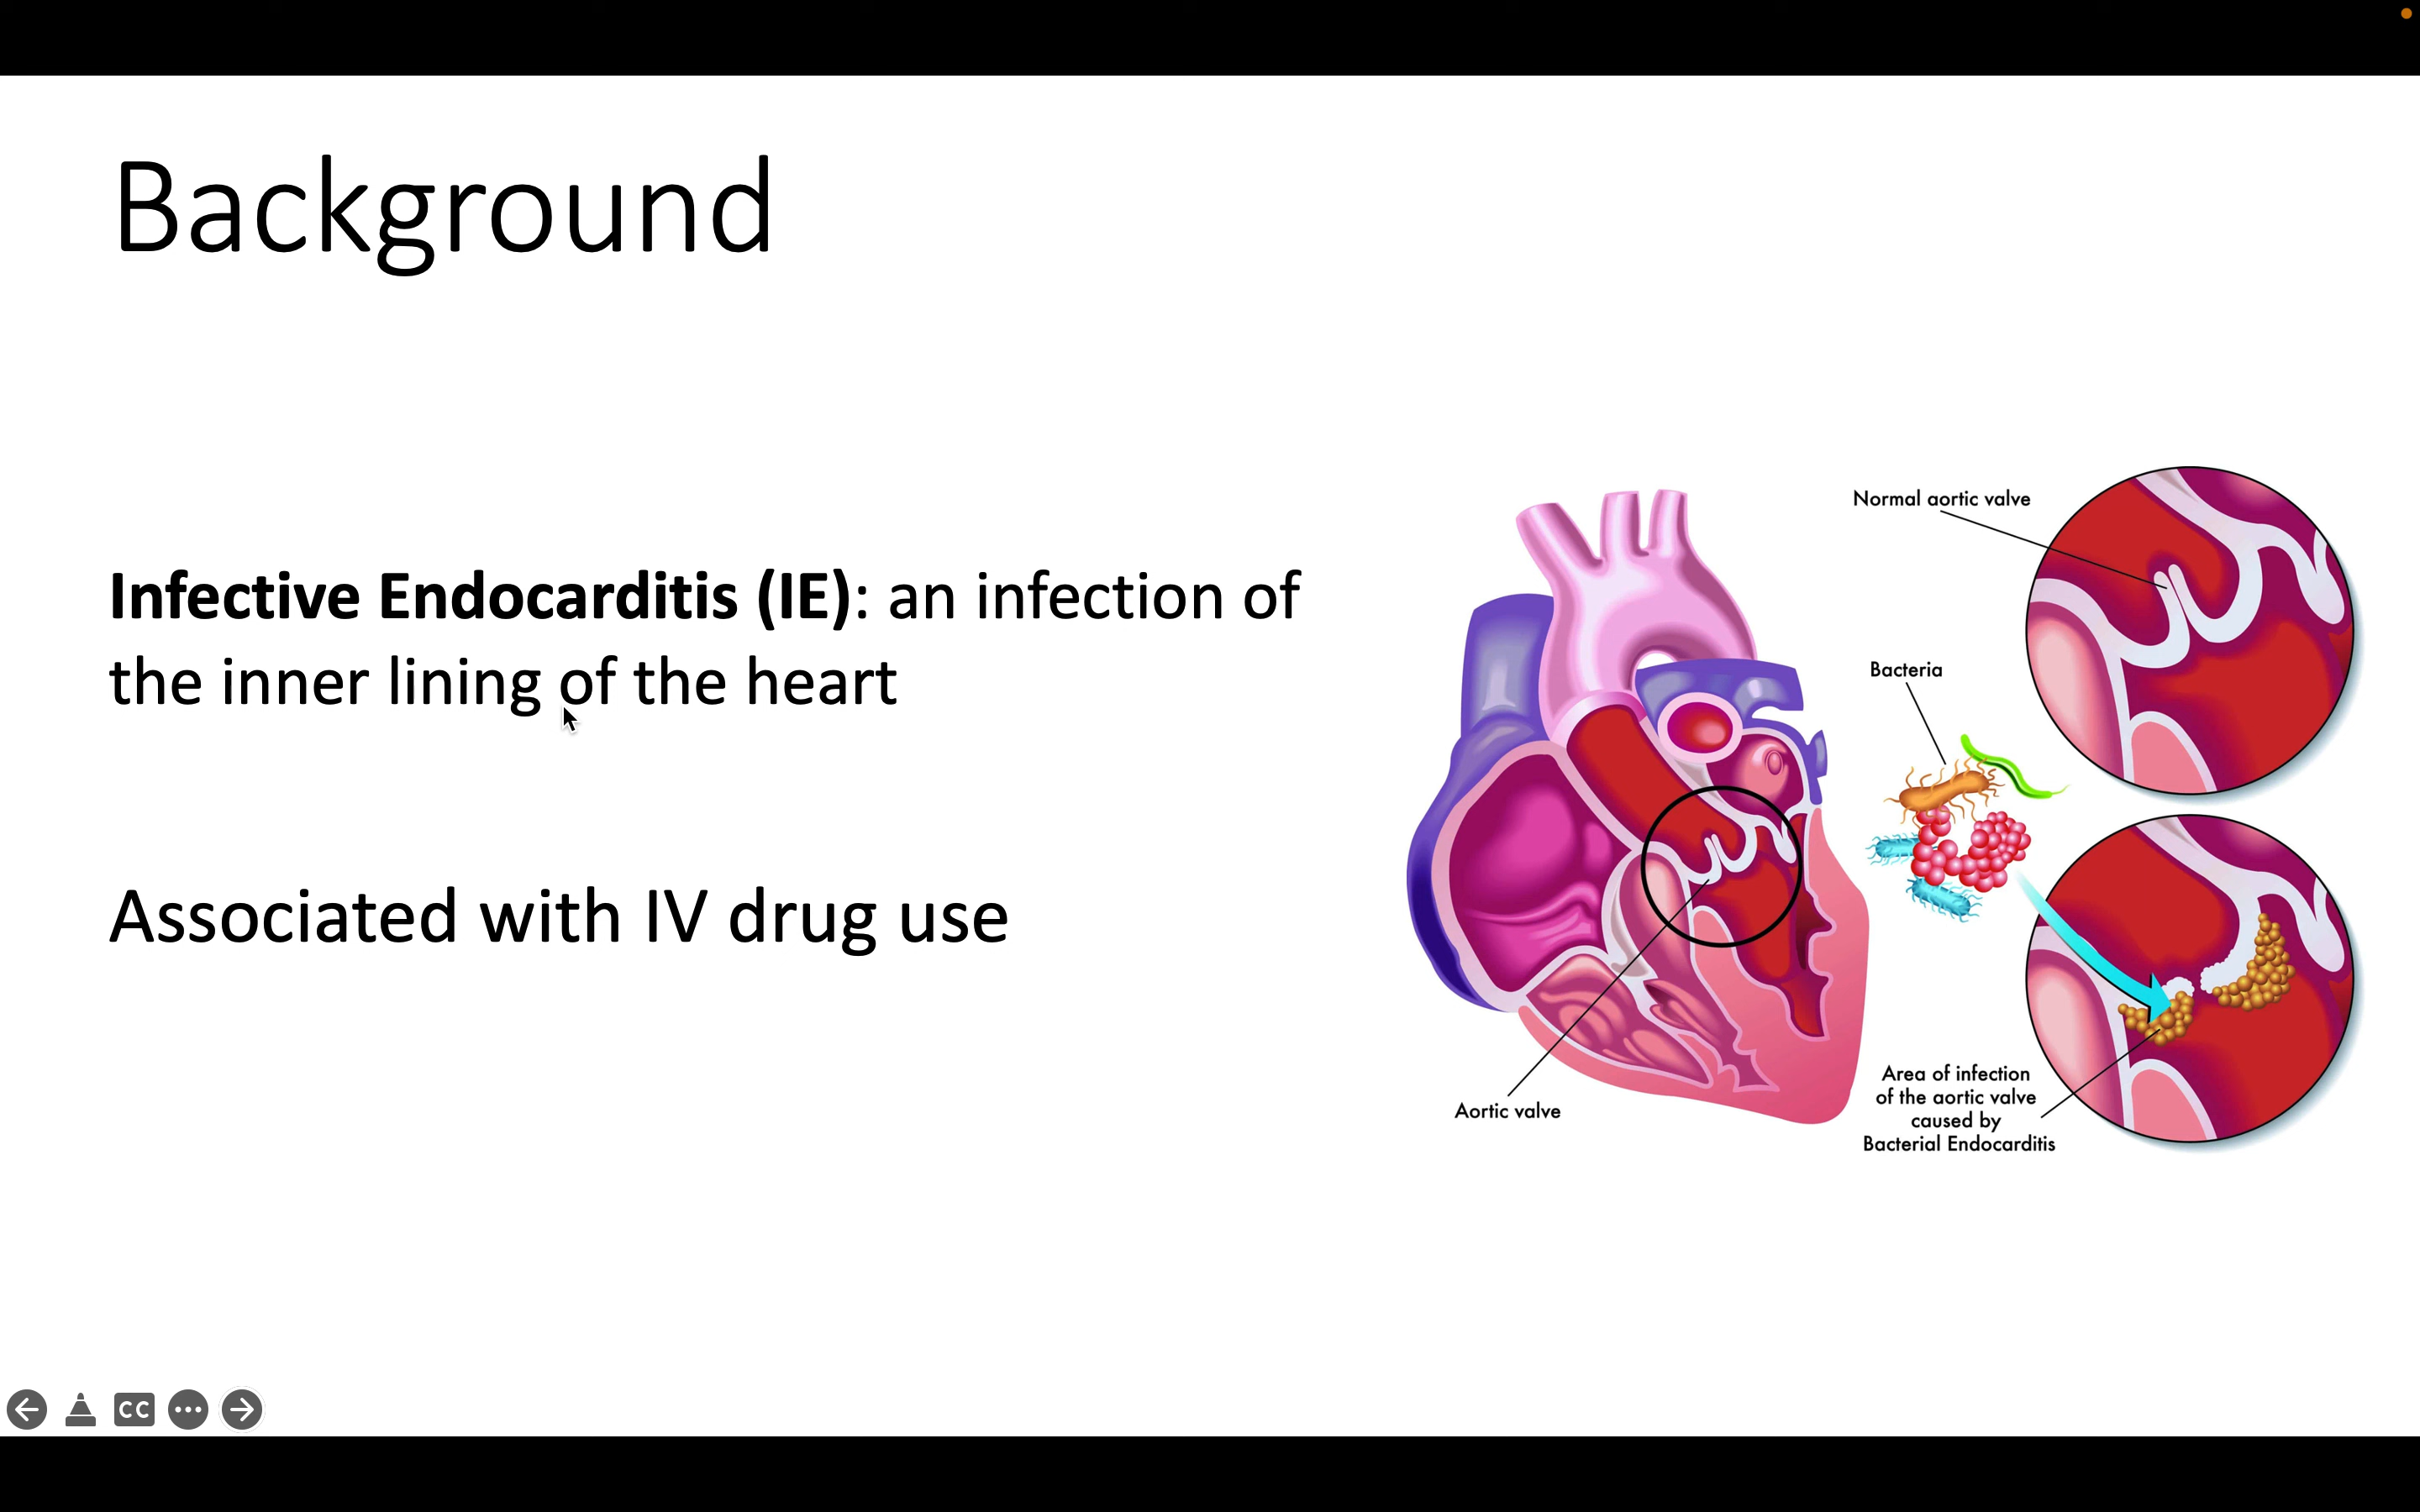 Background
Infective Endocarditis (IE): an infection of
the inner lining of the heart
Associated with IV drug use
Normal aortic valve
Bacteria
Aortic valve
Area of infection
of the aortic valve
caused by
Bacterial Endocarditis
CC